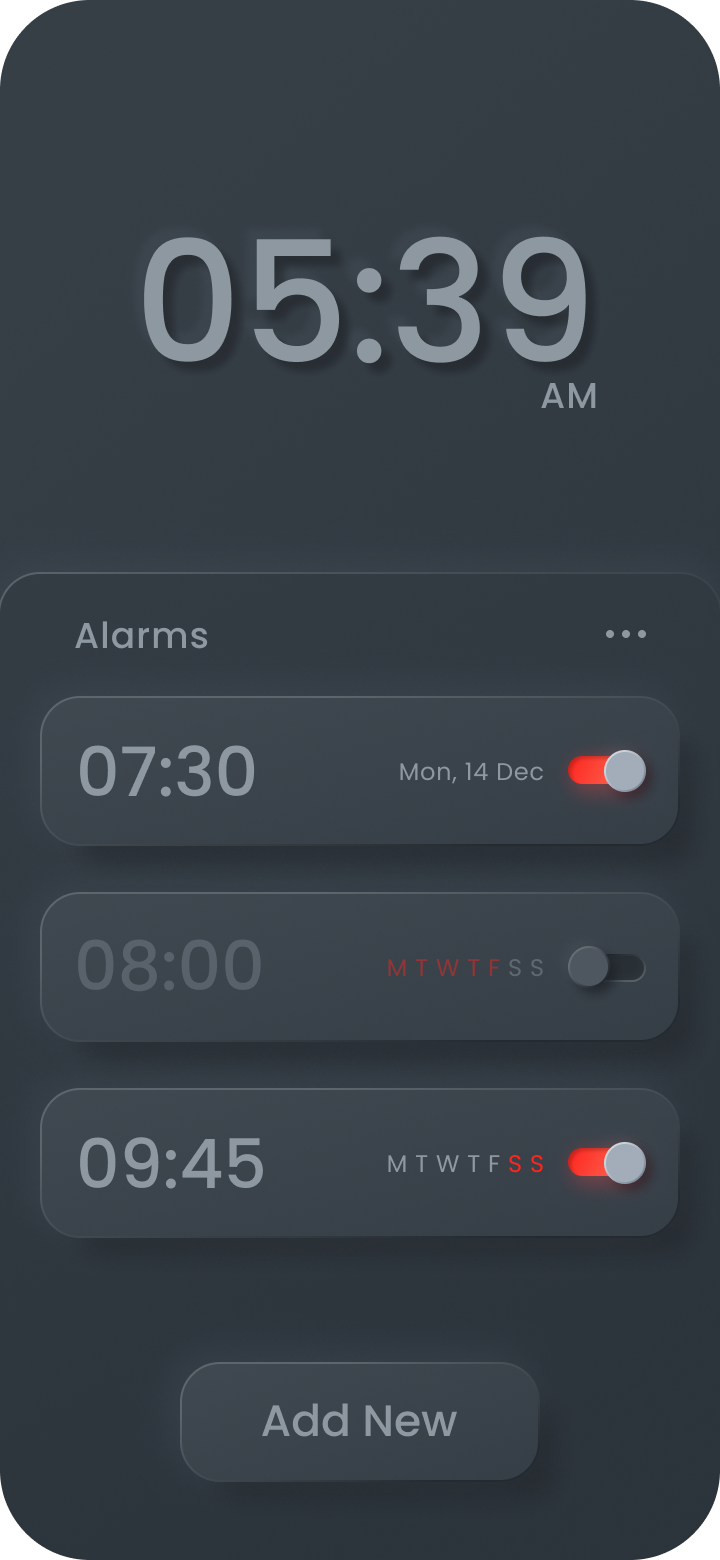 05:39
AM
Alarms
07:30 Mon, 14 Dec
08:00 M T W T F S S
09:45 M T W T F S S
Add New